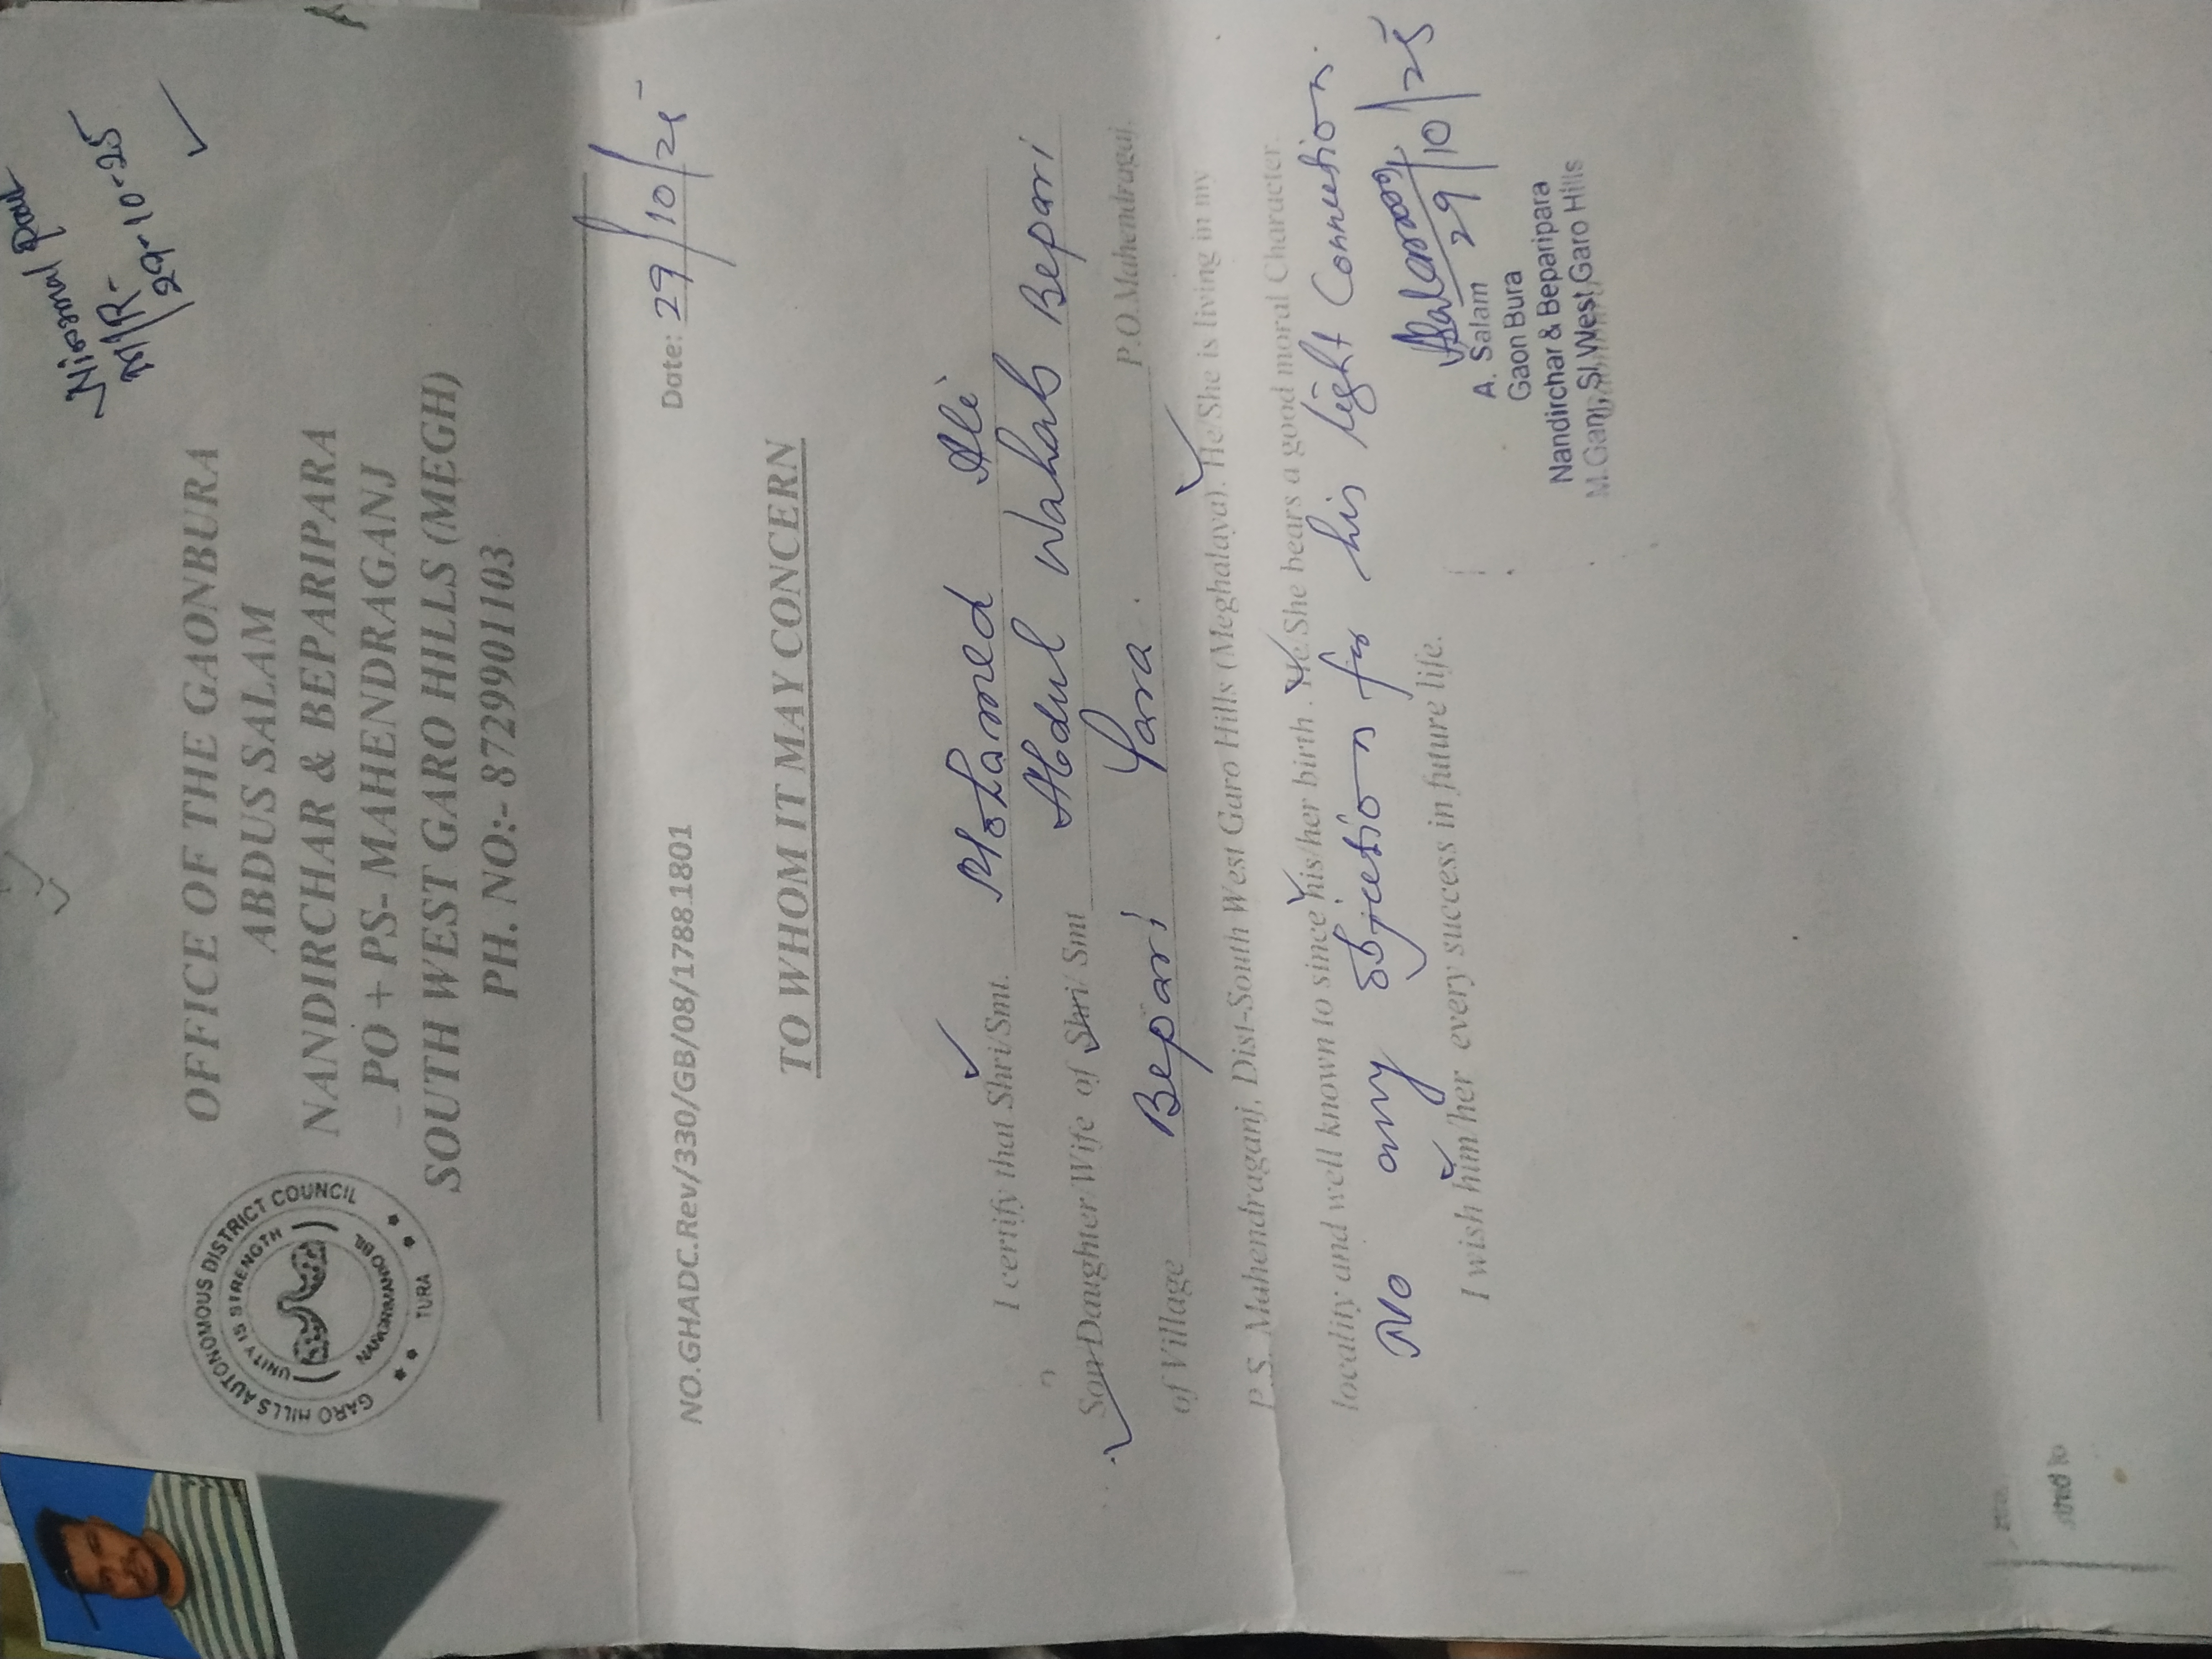 Nirmal Paul
M/R-
29-10-25
GARO HILLS AUTONOMOUS DISTRICT COUNCIL
UNITY IS STRENGTH
TURA
OFFICE OF THE GAONBURA
ABDUS SALAM
NANDIRCHAR & BEPARIPARA
PO + PS- MAHENDRAGANJ
SOUTH WEST GARO HILLS (MEGH)
PH. NO:- 8729901103
NO.GHADC.Rev/330/GB/08/1788.1801 Date: 29/10/25
TO WHOM IT MAY CONCERN
I certify that Shri/Smt. Mohamed Ali
Son/Daughter/Wife of Shri/ Smt Abdul Wahab Bepari
of Village Bepari Para. P.O.Mahendragaj,
P.S. Mahendraganj, Dist-South West Garo Hills (Meghalaya). He/She is living in my
locality and well known to since his/her birth . He/She bears a good moral Character.
No any objection for his light Connection.
I wish him/her every success in future life.
ASalam
29/10/25
A. Salam
Gaon Bura
Nandirchar & Beparipara
M.Ganj, S.West Garo Hills